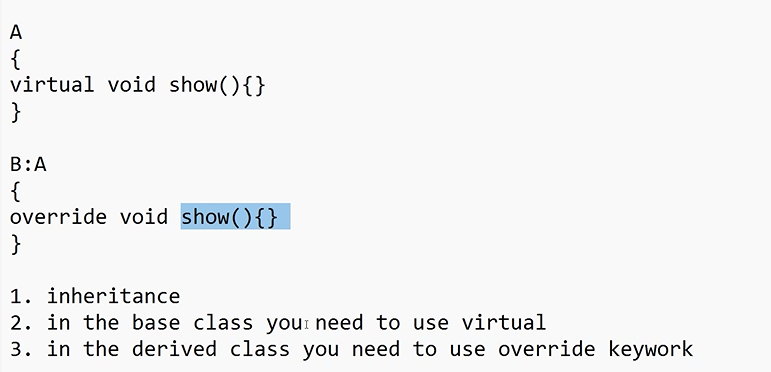 A
{
virtual void show(){}
}
B:A
{
override void show(){}
}
1. inheritance
2. in the base class you need to use virtual
3. in the derived class you need to use override keywork